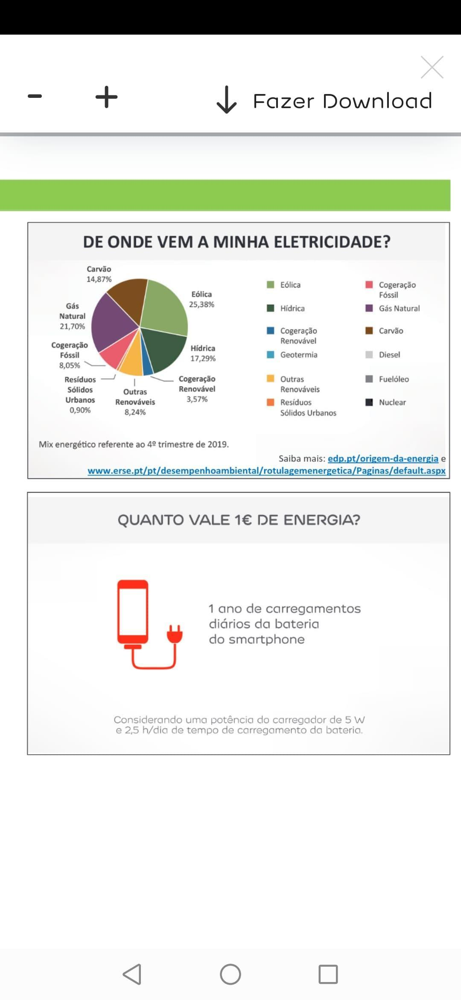 Fazer Download
DE ONDE VEM A MINHA ELETRICIDADE?
Carvão
14,87%
Eólica
25,38%
Gás
Natural
21,70%
Hídrica
17,29%
Cogeração
Fóssil
8,05%
Cogeração
Renovável
3,57%
Resíduos
Sólidos
Urbanos
0,90%
Outras
Renováveis
8,24%
Eólica
Hídrica
Cogeração
Renovável
Geotermia
Outras
Renováveis
Resíduos
Sólidos Urbanos
Cogeração
Fóssil
Gás Natural
Carvão
Diesel
Fuelóleo
Nuclear
Mix energético referente ao 4º trimestre de 2019.
Saiba mais: edp.pt/origem-da-energia e
www.erse.pt/pt/desempenhoambiental/rotulagemenergetica/Paginas/default.aspx
QUANTO VALE 1€ DE ENERGIA?
1 ano de carregamentos
diários da bateria
do smartphone
Considerando uma potência do carregador de 5 W
e 2,5 h/dia de tempo de carregamento da bateria.